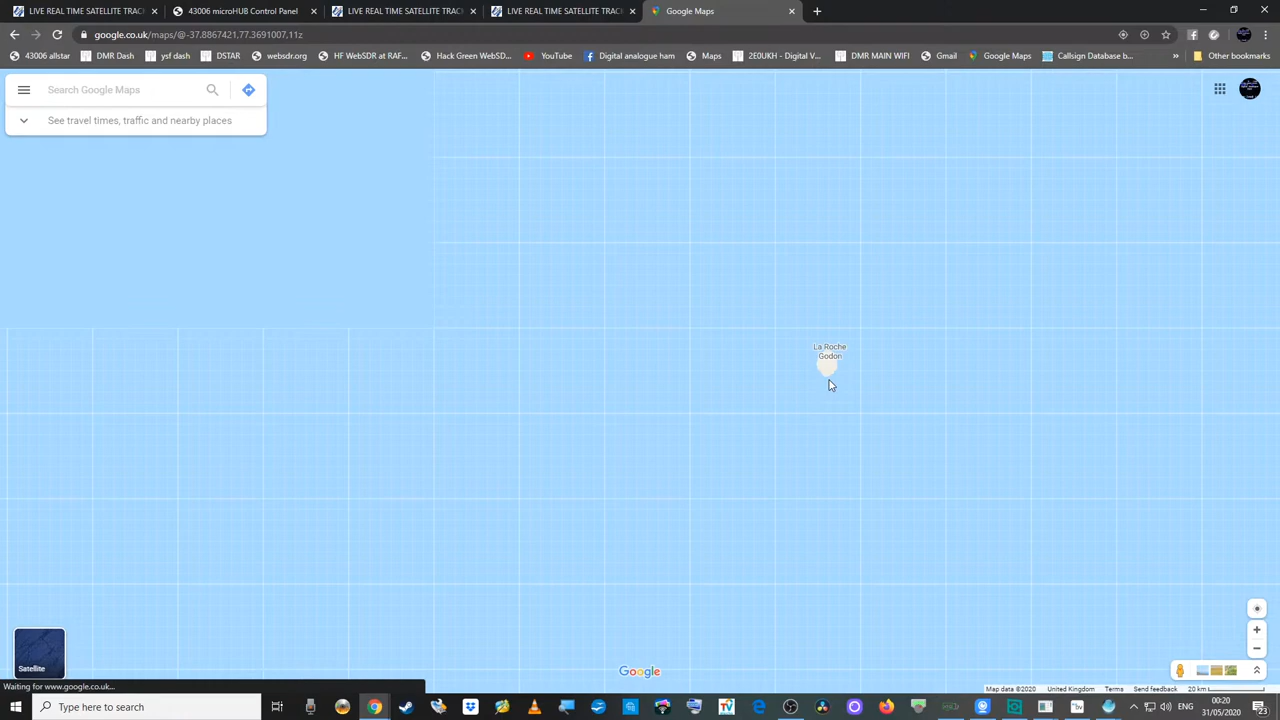 LIVE REAL TIME SATELLITE TRAC
43006 microHUB Control Panel
LIVE REAL TIME SATELLITE TRAC
LIVE REAL TIME SATELLITE TRAC
Google Maps
google.co.uk/maps/@-37.8867421,77.3691007,11z
43006 allstar
DMR Dash
ysf dash
DSTAR
websdr.org
HF WebSDR at RAF...
Hack Green WebSD...
YouTube
Digital analogue ham
Maps
2E0UKH - Digital V...
DMR MAIN WIFI
Gmail
Google Maps
Callsign Database b...
»
Other bookmarks
Search Google Maps
See travel times, traffic and nearby places
La Roche
Godon
Satellite
Google
Waiting for www.google.co.uk...
Map data ©2020
United Kingdom
Terms
Send feedback
20 km
Type here to search
TV
tv
ENG
00:20
31/05/2020